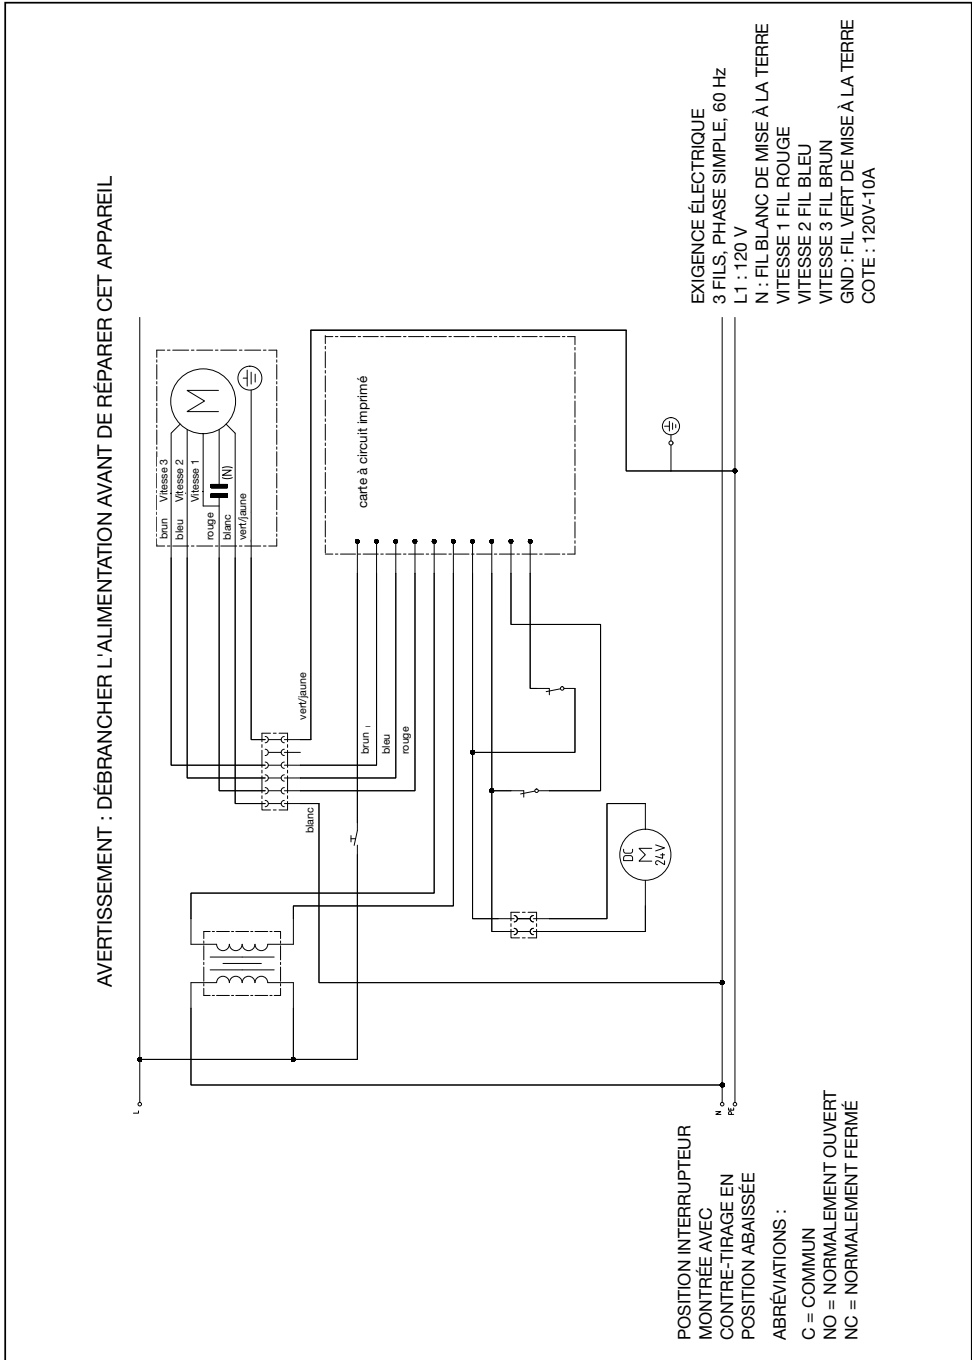 AVERTISSEMENT : DÉBRANCHER L'ALIMENTATION AVANT DE RÉPARER CET APPAREIL
L
brun
Vitesse 3
bleu
Vitesse 2
Vitesse 1
rouge
(N)
blanc
vert/jaune
M
vert/jaune
blanc
carte à circuit imprimé
brun
bleu
rouge
DC
M
24V
N
PE
POSITION INTERRUPTEUR
MONTRÉE AVEC
CONTRE-TIRAGE EN
POSITION ABAISSÉE
ABRÉVIATIONS :
C = COMMUN
NO = NORMALEMENT OUVERT
NC = NORMALEMENT FERMÉ
EXIGENCE ÉLECTRIQUE
3 FILS, PHASE SIMPLE, 60 Hz
L1 : 120 V
N : FIL BLANC DE MISE À LA TERRE
VITESSE 1 FIL ROUGE
VITESSE 2 FIL BLEU
VITESSE 3 FIL BRUN
GND : FIL VERT DE MISE À LA TERRE
COTE : 120V-10A